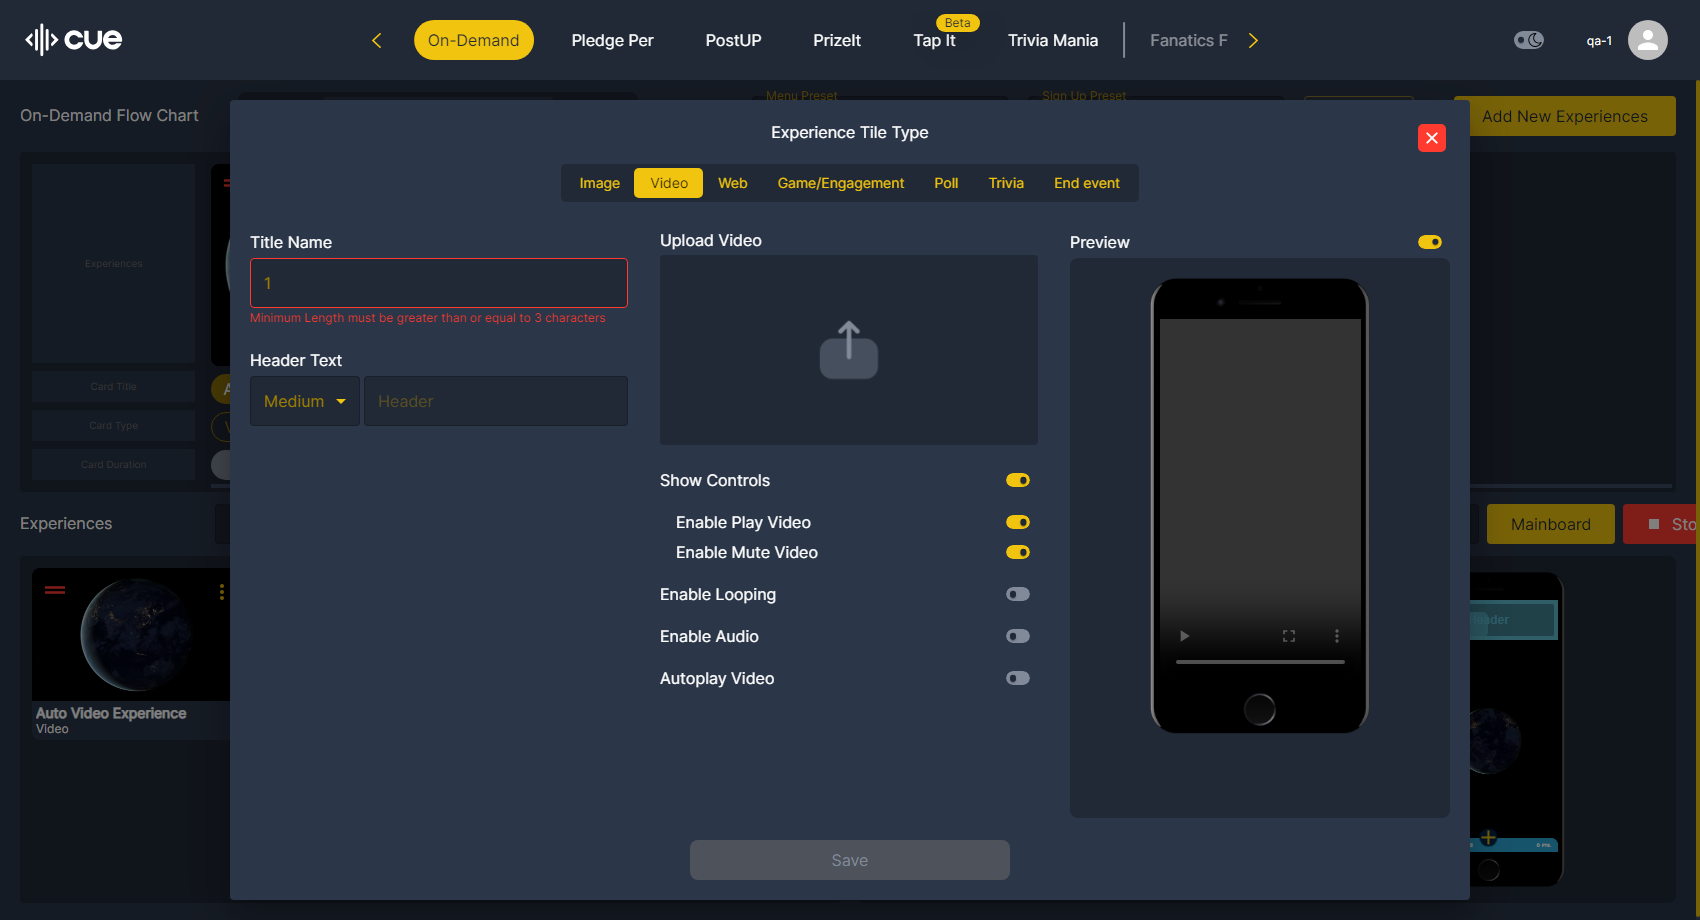 cue
On-Demand
Pledge Per
PostUP
PrizeIt
Beta
Tap It
Trivia Mania
Fanatics F
qa-1
On-Demand Flow Chart
Menu Preset
Sign Up Preset
Add New Experiences
Experience Tile Type
Image
Video
Web
Game/Engagement
Poll
Trivia
End event
Title Name
1
Minimum Length must be greater than or equal to 3 characters
Header Text
Medium
Header
Upload Video
Show Controls
Enable Play Video
Enable Mute Video
Enable Looping
Enable Audio
Autoplay Video
Preview
Save
Experiences
Card Title
Card Type
Card Duration
Experiences
Mainboard
Sto
Auto Video Experience
Video